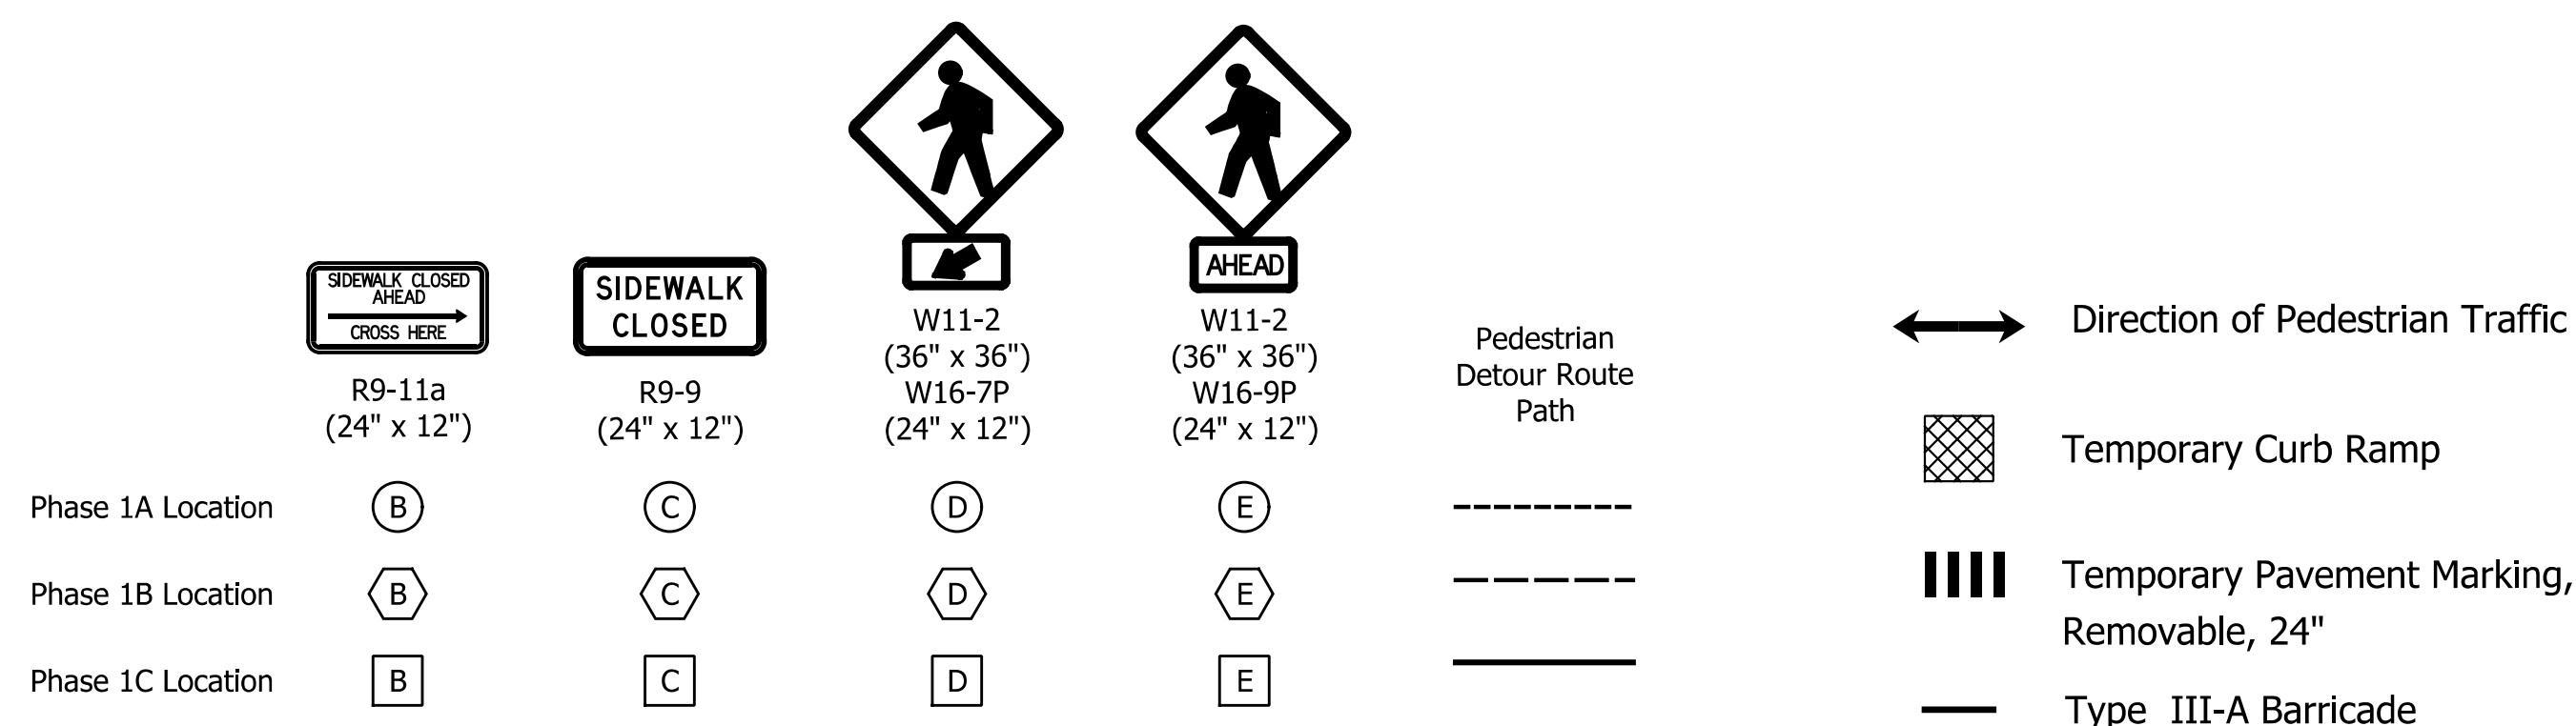 SIDEWALK CLOSED
AHEAD
CROSS HERE
R9-11a
(24" x 12")
SIDEWALK
CLOSED
R9-9
(24" x 12")
W11-2
(36" x 36")
W16-7P
(24" x 12")
AHEAD
W11-2
(36" x 36")
W16-9P
(24" x 12")
Pedestrian
Detour Route
Path
Phase 1A Location B C D E
Phase 1B Location B C D E
Phase 1C Location B C D E
Direction of Pedestrian Traffic
Temporary Curb Ramp
Temporary Pavement Marking,
Removable, 24"
Type III-A Barricade